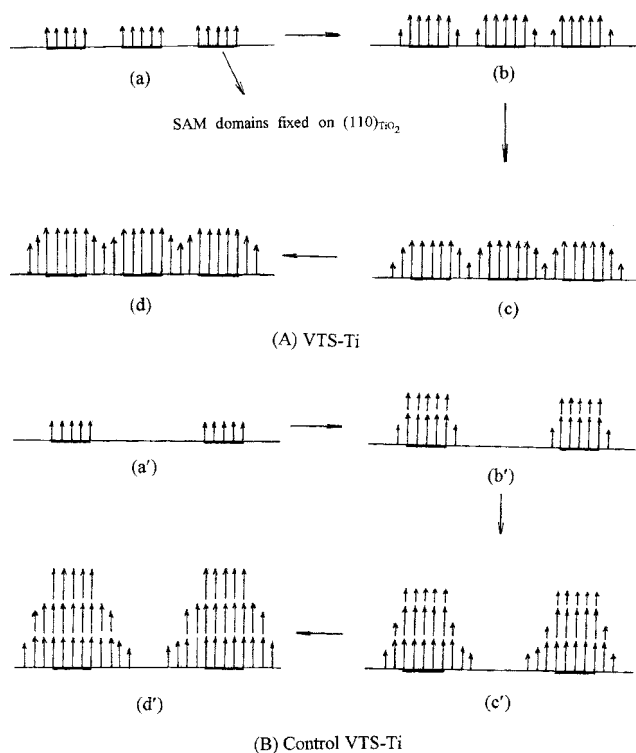 (a)
(b)
SAM domains fixed on (110)TiO2
(d)
(c)
(A) VTS-Ti
(a′)
(b′)
(d′)
(c′)
(B) Control VTS-Ti